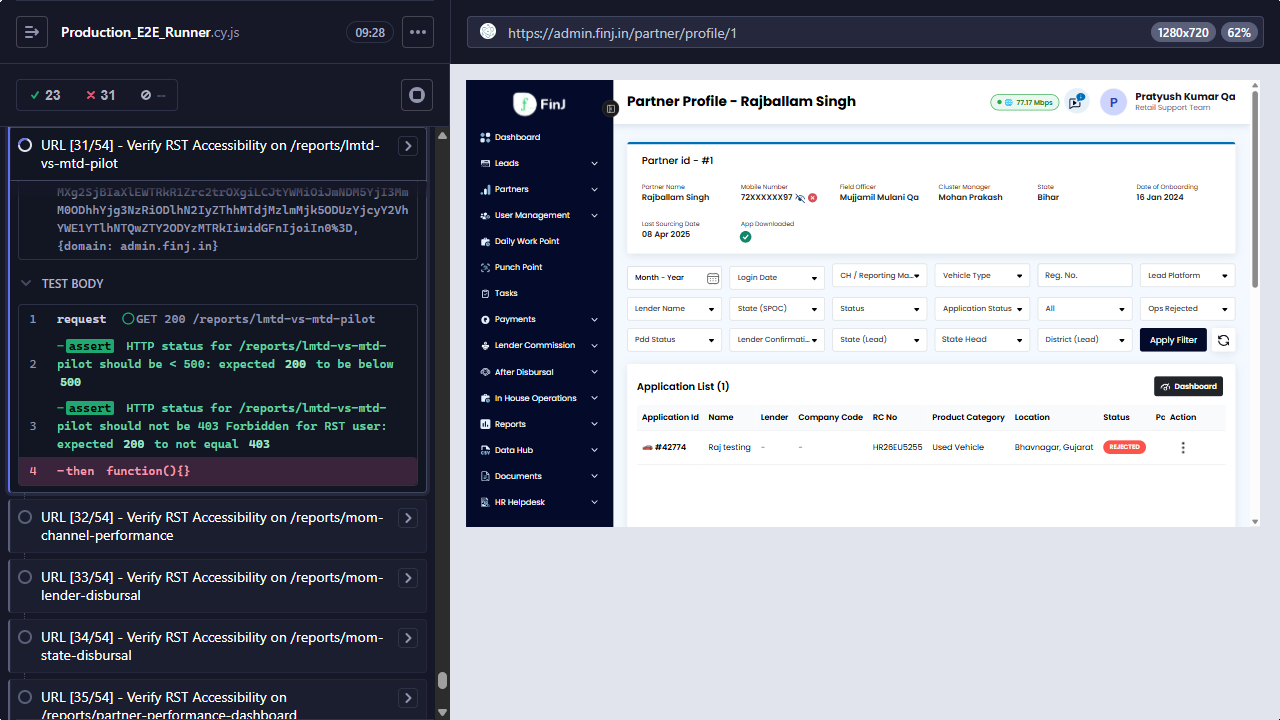 Production_E2E_Runner.cy.js
09:28
23
31
--
URL [31/54] - Verify RST Accessibility on /reports/lmtd-
vs-mtd-pilot
M0ODhhYjg3NzRiODlhN2IyZThhMTdjMzlmMjk5ODUzYjcyY2Vh
YWE1YTlhNTQwZTY2ODYzMTRkIiwidGFnIjoiIn0%3D,
{domain: admin.finj.in}
TEST BODY
1 request GET 200 /reports/lmtd-vs-mtd-pilot
2 -assert HTTP status for /reports/lmtd-vs-mtd-
pilot should be < 500: expected 200 to be below
500
3 -assert HTTP status for /reports/lmtd-vs-mtd-
pilot should not be 403 Forbidden for RST user:
expected 200 to not equal 403
4 -then function(){}
URL [32/54] - Verify RST Accessibility on /reports/mom-
channel-performance
URL [33/54] - Verify RST Accessibility on /reports/mom-
lender-disbursal
URL [34/54] - Verify RST Accessibility on /reports/mom-
state-disbursal
URL [35/54] - Verify RST Accessibility on
/reports/partner-performance-dashboard
https://admin.finj.in/partner/profile/1
1280x720
62%
FinJ
Dashboard
Leads
Partners
User Management
Daily Work Point
Punch Point
Tasks
Payments
Lender Commission
After Disbursal
In House Operations
Reports
Data Hub
Documents
HR Helpdesk
Partner Profile - Rajballam Singh
77.17 Mbps
P
Pratyush Kumar Qa
Retail Support Team
Partner id - #1
Partner Name Mobile Number Field Officer Cluster Manager State Date of Onboarding
Rajballam Singh 72XXXXXX97 Mujjamil Mulani Qa Mohan Prakash Bihar 16 Jan 2024
Last Sourcing Date App Downloaded
08 Apr 2025
Month - Year Login Date CH / Reporting Ma... Vehicle Type Reg. No. Lead Platform
Lender Name State (SPOC) Status Application Status All Ops Rejected
Pdd Status Lender Confirmati... State (Lead) State Head District (Lead) Apply Filter
Application List (1)
Dashboard
Application Id Name Lender Company Code RC No Product Category Location Status Pc Action
#42774 Raj testing - - HR26EU5255 Used Vehicle Bhavnagar, Gujarat REJECTED